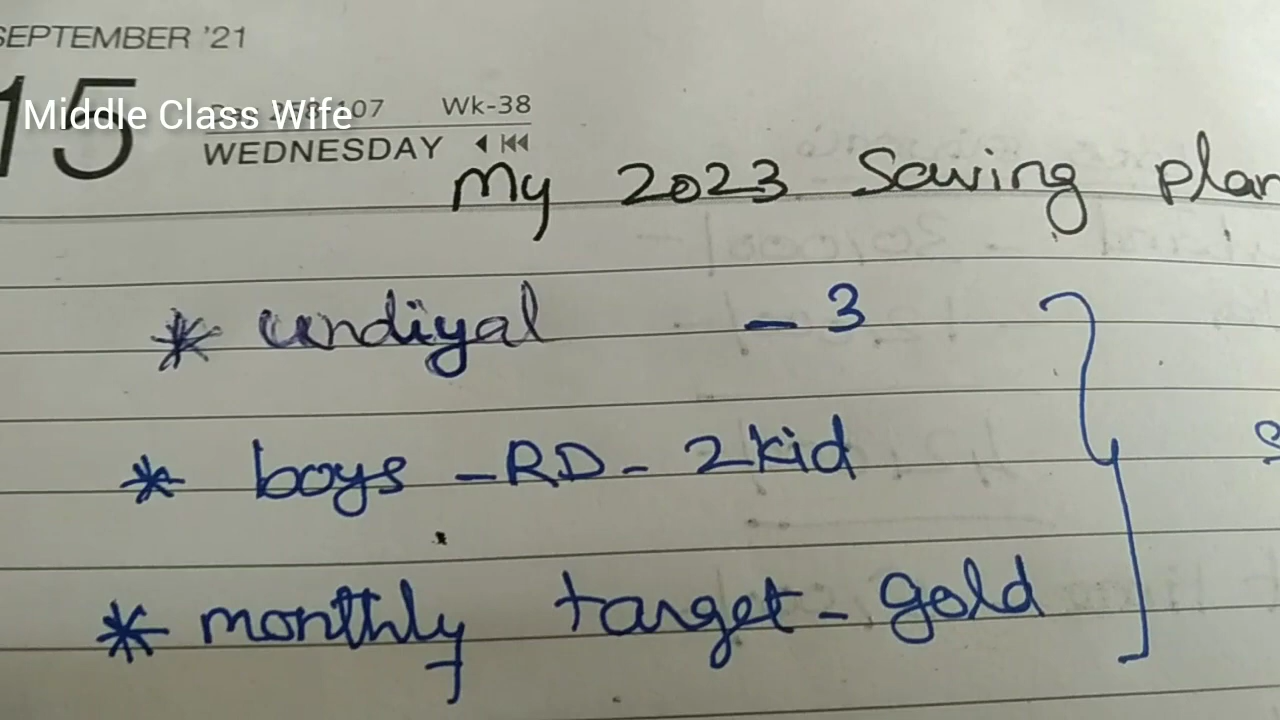 SEPTEMBER '21
15
Middle Class Wife
107 Wk-38
WEDNESDAY
My 2023 Saving plan
* undiyal - 3
* boys - RD - 2 kid
* monthly target - gold